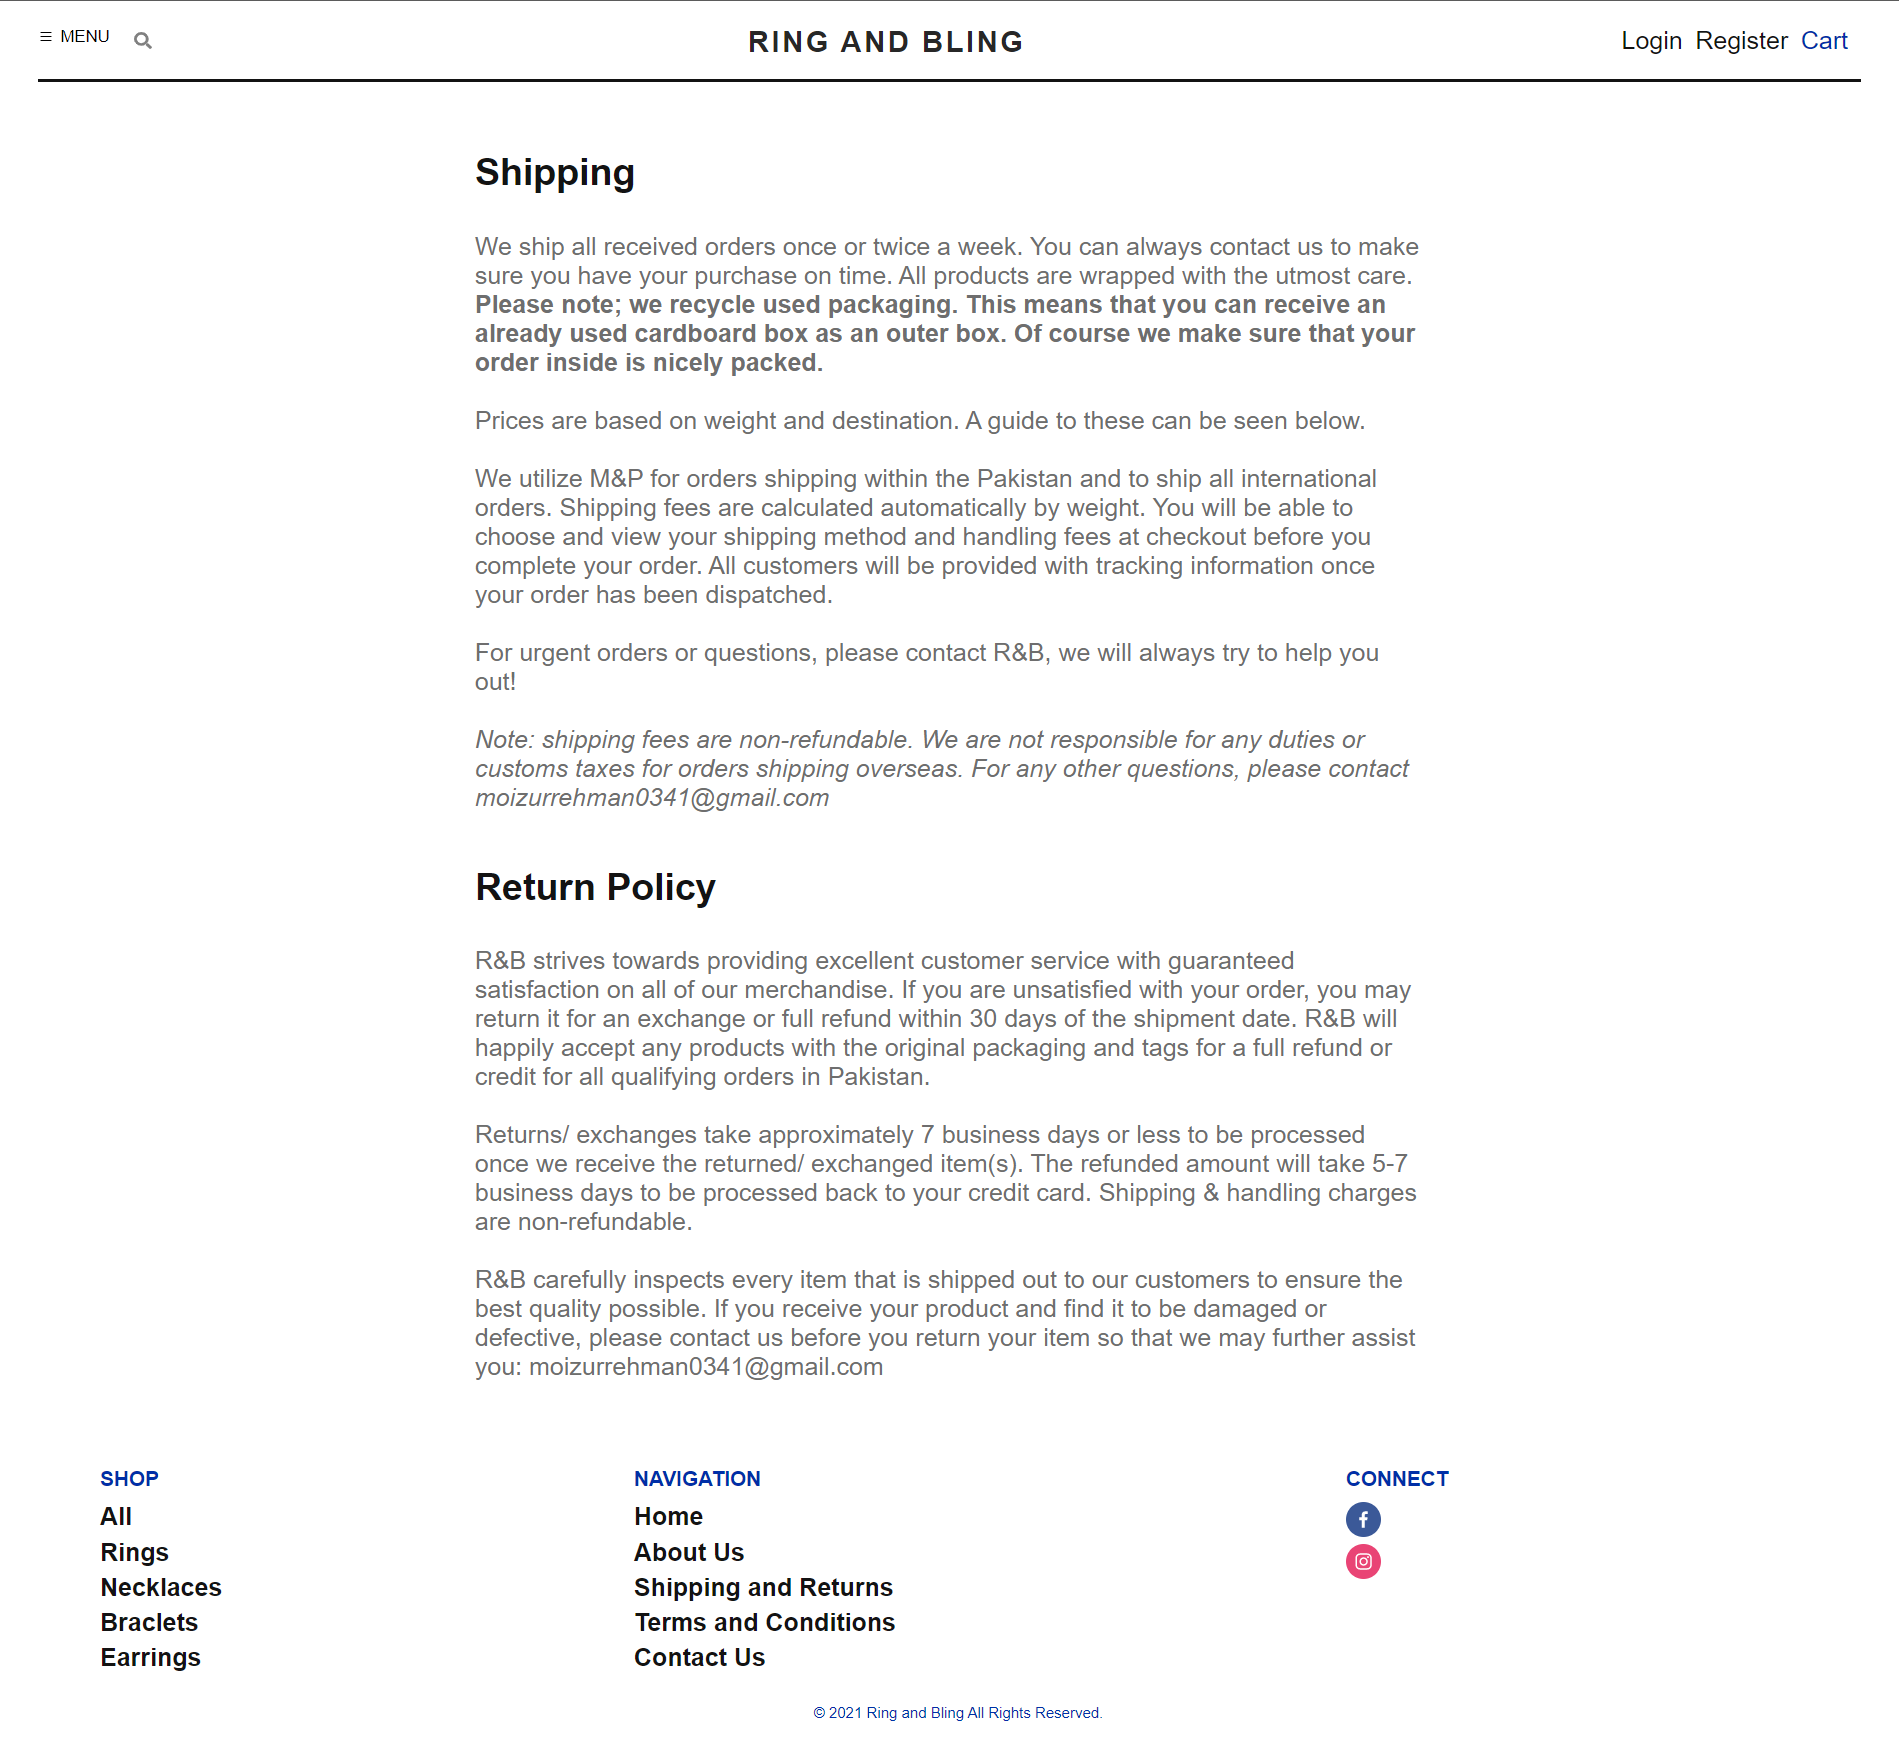 MENU
RING AND BLING
Login Register Cart
Shipping
We ship all received orders once or twice a week. You can always contact us to make
sure you have your purchase on time. All products are wrapped with the utmost care.
Please note; we recycle used packaging. This means that you can receive an
already used cardboard box as an outer box. Of course we make sure that your
order inside is nicely packed.
Prices are based on weight and destination. A guide to these can be seen below.
We utilize M&P for orders shipping within the Pakistan and to ship all international
orders. Shipping fees are calculated automatically by weight. You will be able to
choose and view your shipping method and handling fees at checkout before you
complete your order. All customers will be provided with tracking information once
your order has been dispatched.
For urgent orders or questions, please contact R&B, we will always try to help you
out!
Note: shipping fees are non-refundable. We are not responsible for any duties or
customs taxes for orders shipping overseas. For any other questions, please contact
moizurrehman0341@gmail.com
Return Policy
R&B strives towards providing excellent customer service with guaranteed
satisfaction on all of our merchandise. If you are unsatisfied with your order, you may
return it for an exchange or full refund within 30 days of the shipment date. R&B will
happily accept any products with the original packaging and tags for a full refund or
credit for all qualifying orders in Pakistan.
Returns/ exchanges take approximately 7 business days or less to be processed
once we receive the returned/ exchanged item(s). The refunded amount will take 5-7
business days to be processed back to your credit card. Shipping & handling charges
are non-refundable.
R&B carefully inspects every item that is shipped out to our customers to ensure the
best quality possible. If you receive your product and find it to be damaged or
defective, please contact us before you return your item so that we may further assist
you: moizurrehman0341@gmail.com
SHOP
All
Rings
Necklaces
Braclets
Earrings
NAVIGATION
Home
About Us
Shipping and Returns
Terms and Conditions
Contact Us
CONNECT
© 2021 Ring and Bling All Rights Reserved.